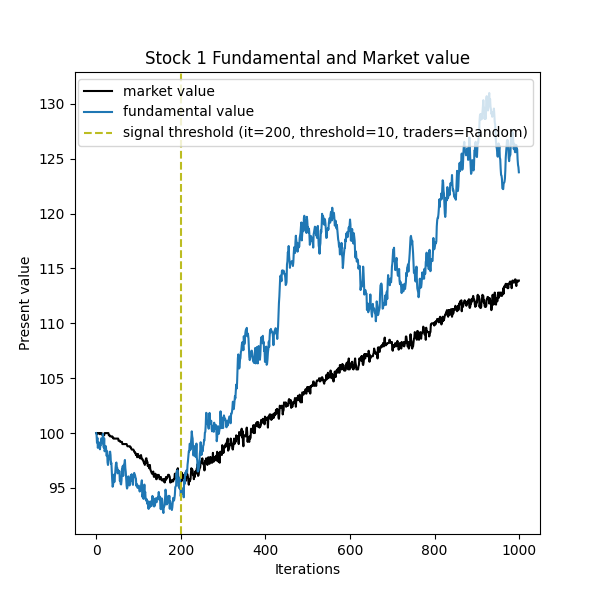 Stock 1 Fundamental and Market value
market value
fundamental value
signal threshold (it=200, threshold=10, traders=Random)
130
125
120
115
110
105
100
95
Present value
0 200 400 600 800 1000
Iterations